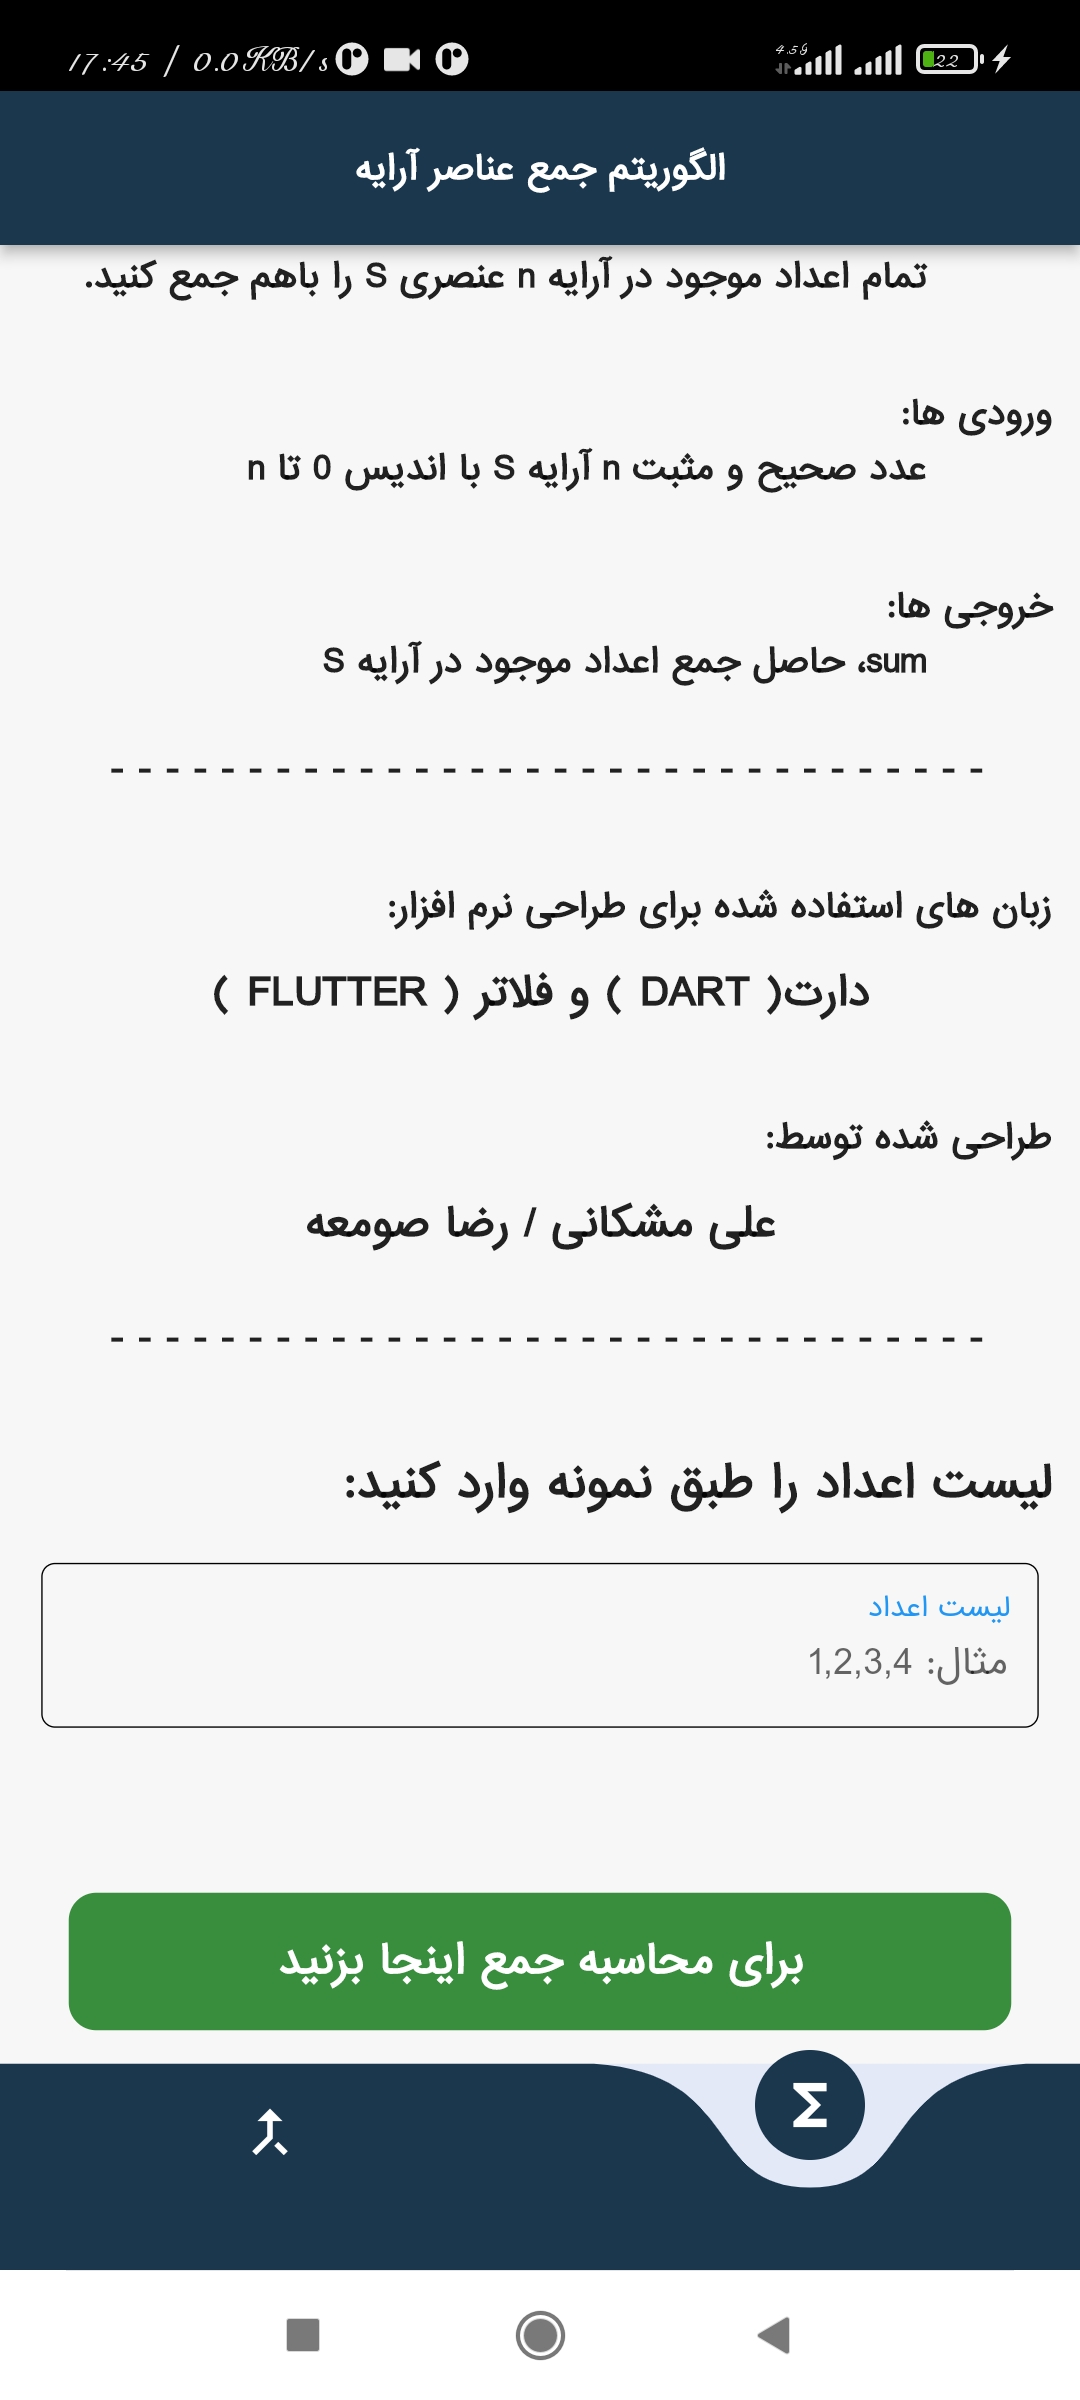 17:45 / 0.0KB/s
4.5G
22
الگوریتم جمع عناصر آرایه
تمام اعداد موجود در آرایه n عنصری S را باهم جمع کنید.
ورودی ها:
عدد صحیح و مثبت n آرایه S با اندیس 0 تا n
خروجی ها:
sum، حاصل جمع اعداد موجود در آرایه S
- - - - - - - - - - - - - - - - - - - - - - - - - - - - - - - -
زبان های استفاده شده برای طراحی نرم افزار:
دارت( DART ) و فلاتر ( FLUTTER )
طراحی شده توسط:
علی مشکانی / رضا صومعه
- - - - - - - - - - - - - - - - - - - - - - - - - - - - - - - -
لیست اعداد را طبق نمونه وارد کنید:
لیست اعداد
مثال: 1,2,3,4
برای محاسبه جمع اینجا بزنید
Σ